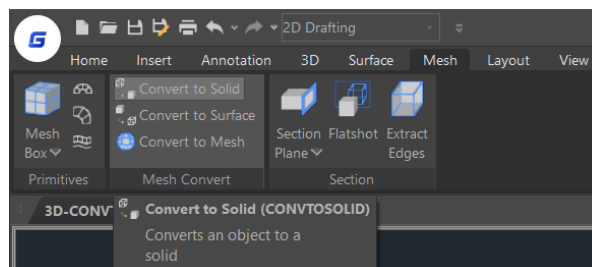 G
2D Drafting
Home Insert Annotation 3D Surface Mesh Layout View
Convert to Solid
Convert to Surface
Convert to Mesh
Mesh Box
Section Plane
Flatshot
Extract Edges
Primitives Mesh Convert Section
3D-CONV
Convert to Solid (CONVTOSOLID)
Converts an object to a
solid